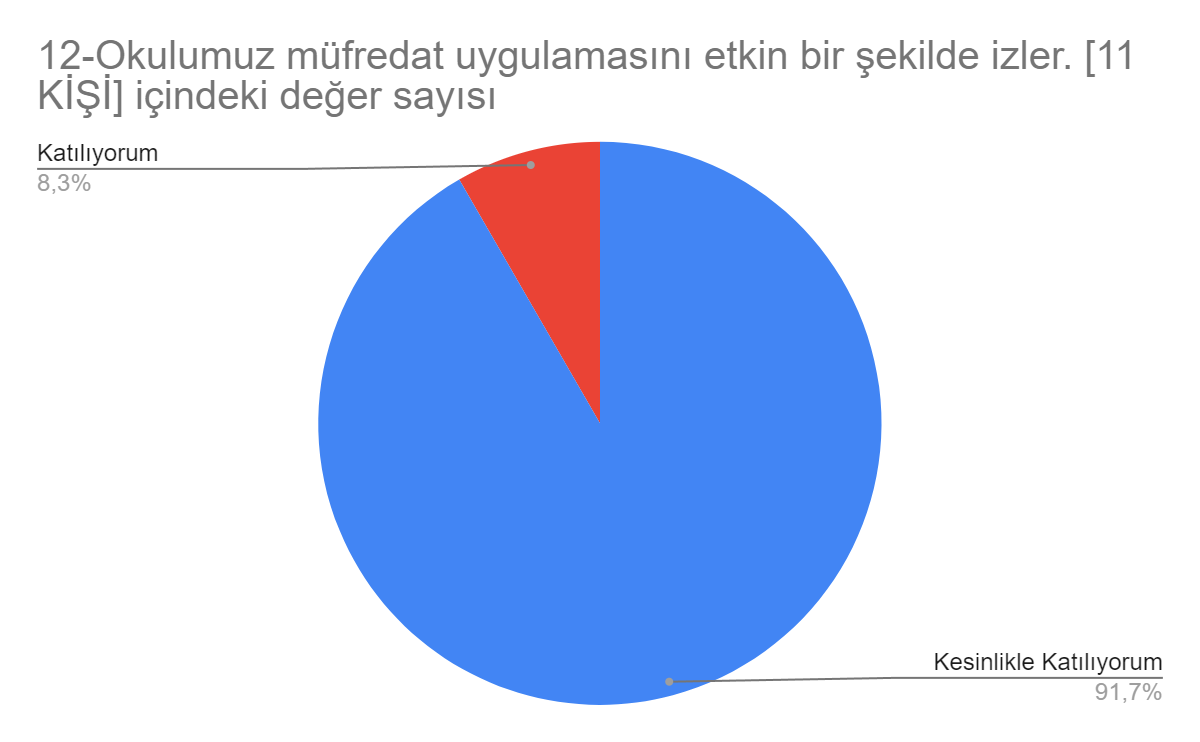 12-Okulumuz müfredat uygulamasını etkin bir şekilde izler. [11
KİŞİ] içindeki değer sayısı
Katılıyorum
8,3%
Kesinlikle Katılıyorum
91,7%